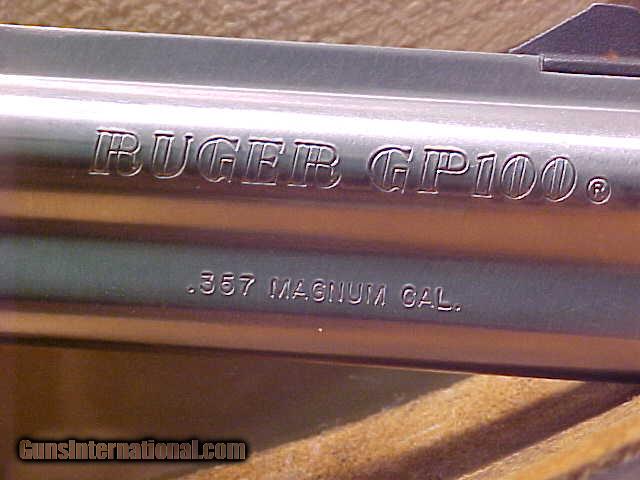 RUGER GP100®
.357 MAGNUM CAL.
GunsInternational.com